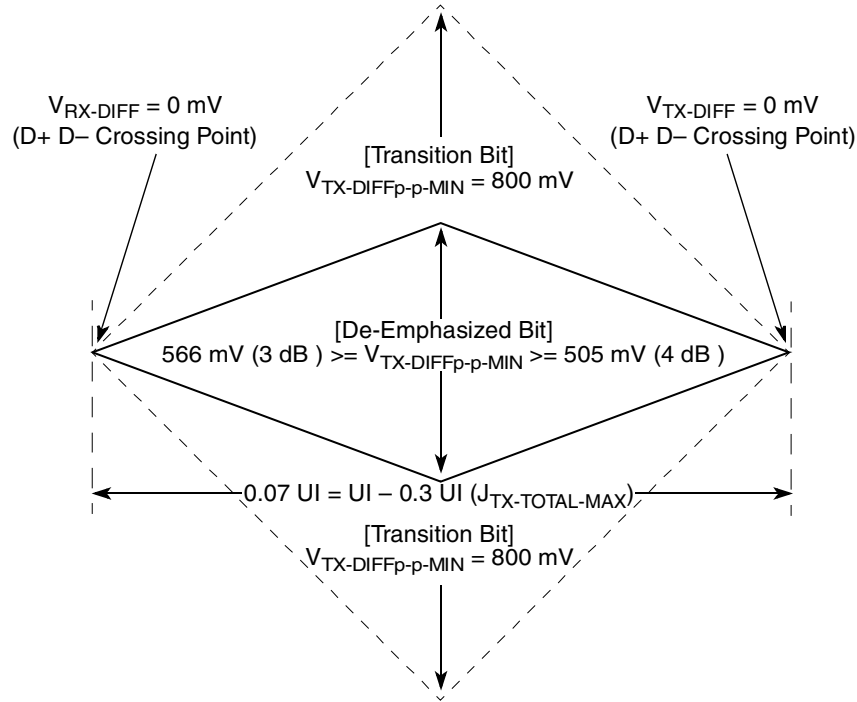 V_RX-DIFF = 0 mV
(D+ D– Crossing Point)
V_TX-DIFF = 0 mV
(D+ D– Crossing Point)
[Transition Bit]
V_TX-DIFFp-p-MIN = 800 mV
[De-Emphasized Bit]
566 mV (3 dB ) >= V_TX-DIFFp-p-MIN >= 505 mV (4 dB )
0.07 UI = UI – 0.3 UI (J_TX-TOTAL-MAX)
[Transition Bit]
V_TX-DIFFp-p-MIN = 800 mV